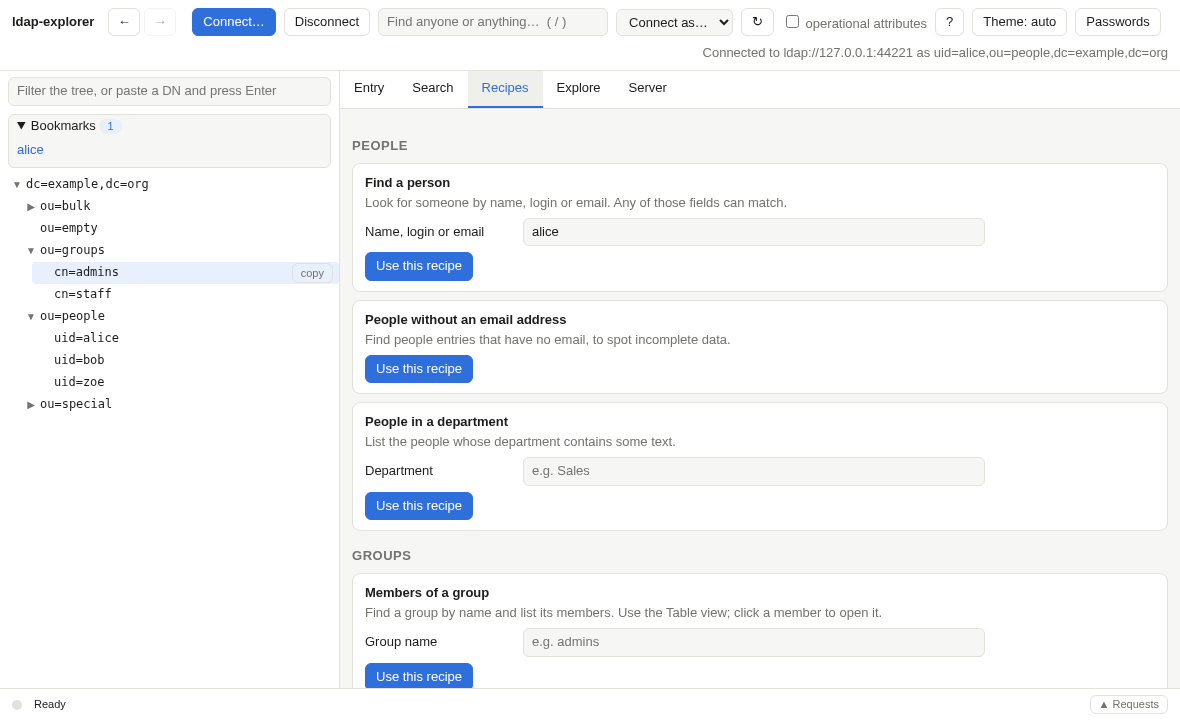 ldap-explorer ← → Connect… Disconnect Find anyone or anything… ( / ) Connect as… ↻ operational attributes ? Theme: auto Passwords
Connected to ldap://127.0.0.1:44221 as uid=alice,ou=people,dc=example,dc=org
Filter the tree, or paste a DN and press Enter
▼ Bookmarks 1
alice
▼ dc=example,dc=org
▶ ou=bulk
ou=empty
▼ ou=groups
cn=admins copy
cn=staff
▼ ou=people
uid=alice
uid=bob
uid=zoe
▶ ou=special
Entry Search Recipes Explore Server
PEOPLE
Find a person
Look for someone by name, login or email. Any of those fields can match.
Name, login or email alice
Use this recipe
People without an email address
Find people entries that have no email, to spot incomplete data.
Use this recipe
People in a department
List the people whose department contains some text.
Department e.g. Sales
Use this recipe
GROUPS
Members of a group
Find a group by name and list its members. Use the Table view; click a member to open it.
Group name e.g. admins
Use this recipe
Ready ▲ Requests